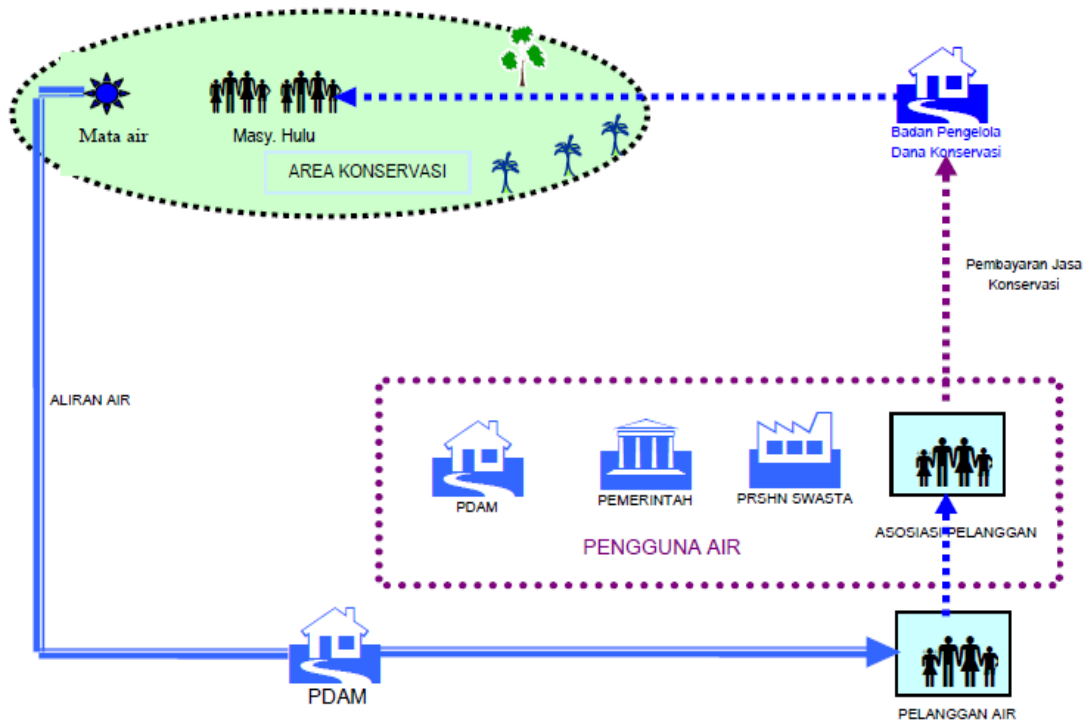 Mata air
Masy. Hulu
AREA KONSERVASI
Badan Pengelola
Dana Konservasi
Pembayaran Jasa
Konservasi
ALIRAN AIR
PDAM
PEMERINTAH
PRSHN SWASTA
ASOSIASI PELANGGAN
PENGGUNA AIR
PDAM
PELANGGAN AIR